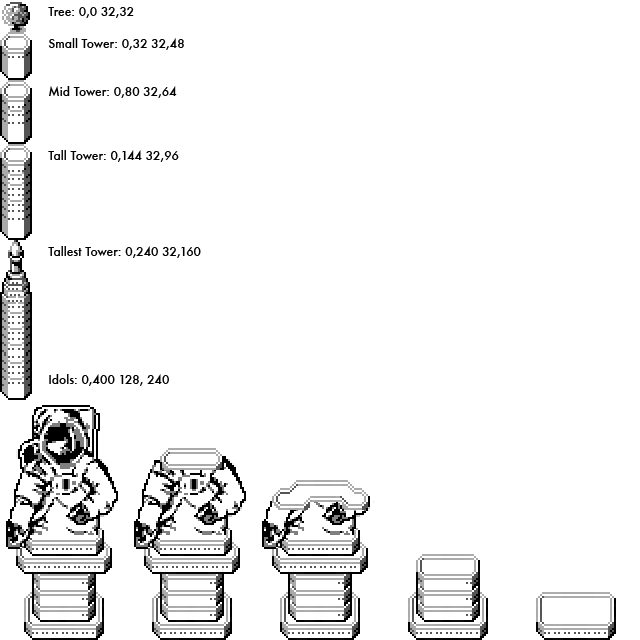 Tree: 0,0 32,32
Small Tower: 0,32 32,48
Mid Tower: 0,80 32,64
Tall Tower: 0,144 32,96
Tallest Tower: 0,240 32,160
Idols: 0,400 128, 240